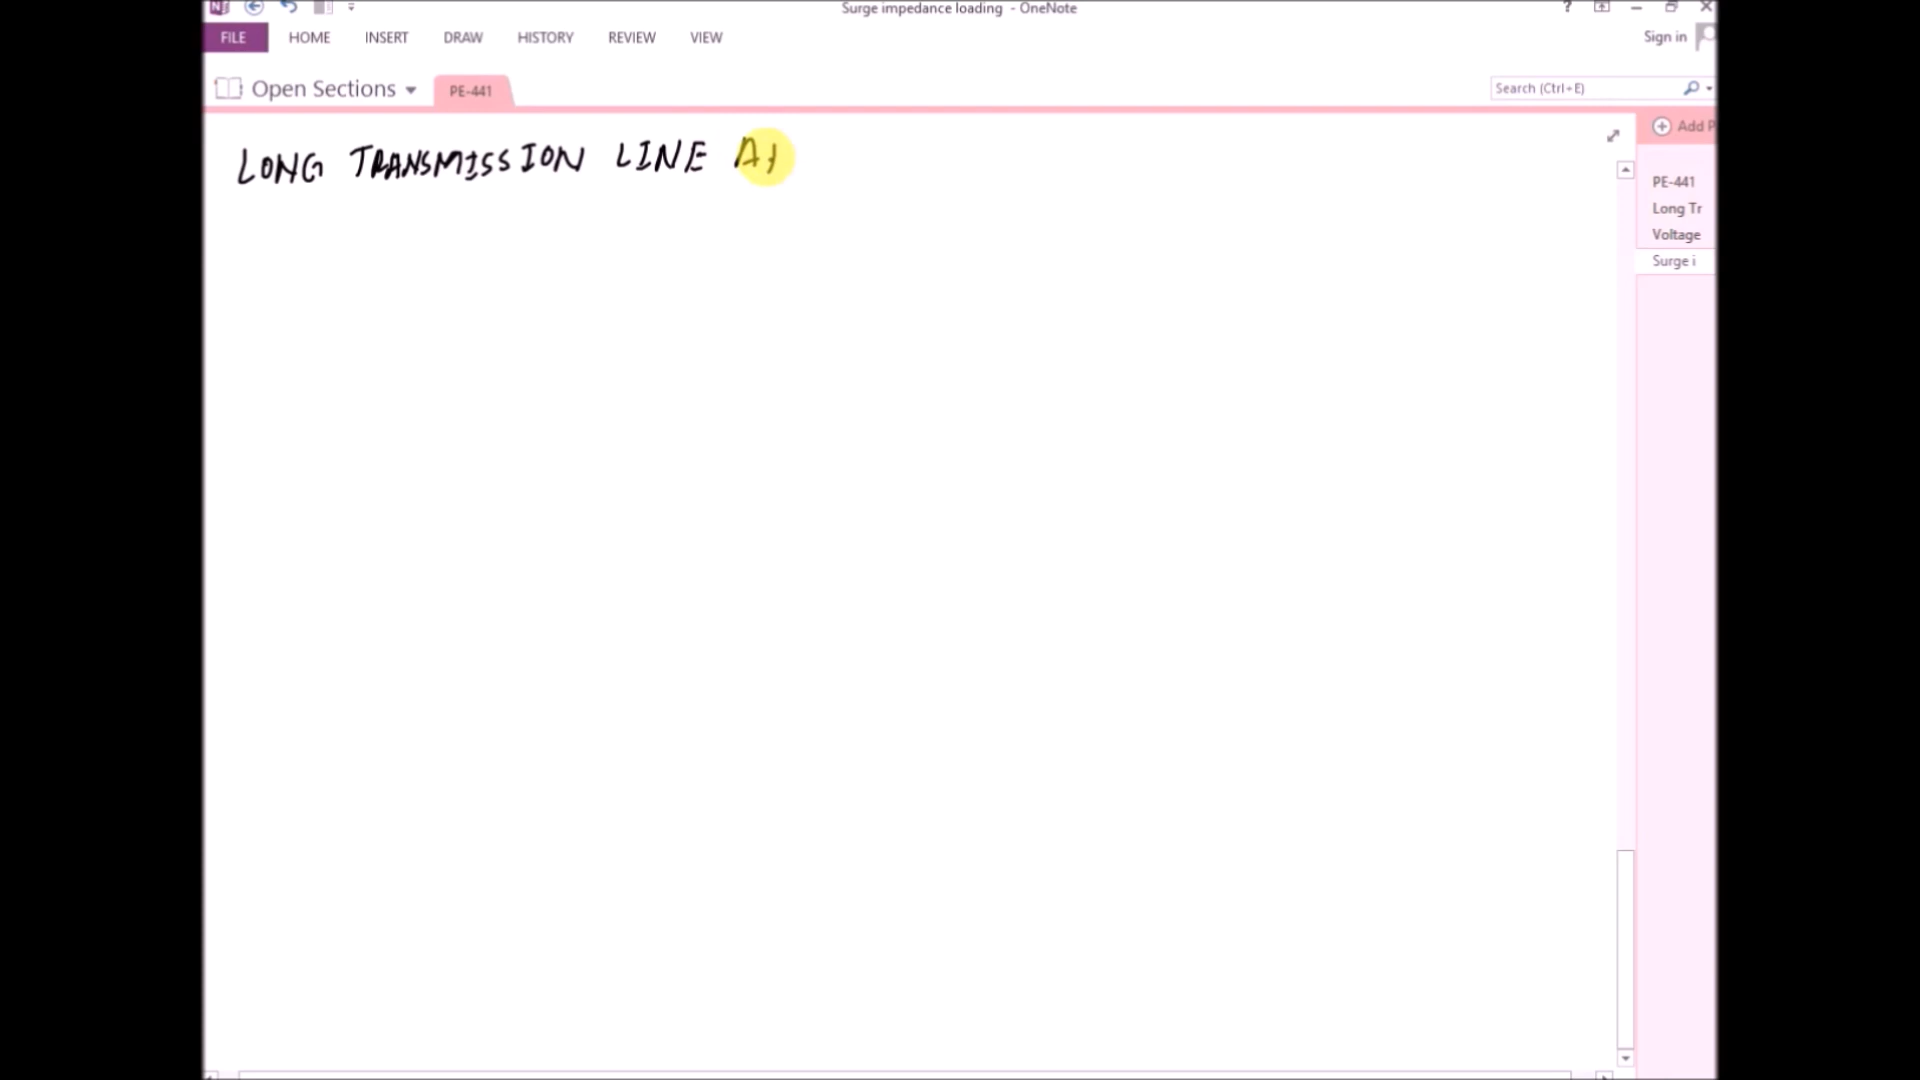 Surge impedance loading - OneNote
?
FILE HOME INSERT DRAW HISTORY REVIEW VIEW
Sign in
Open Sections
PE-441
Search (Ctrl+E)
LONG TRANSMISSION LINE
Add P
PE-441
Long Tr
Voltage
Surge i